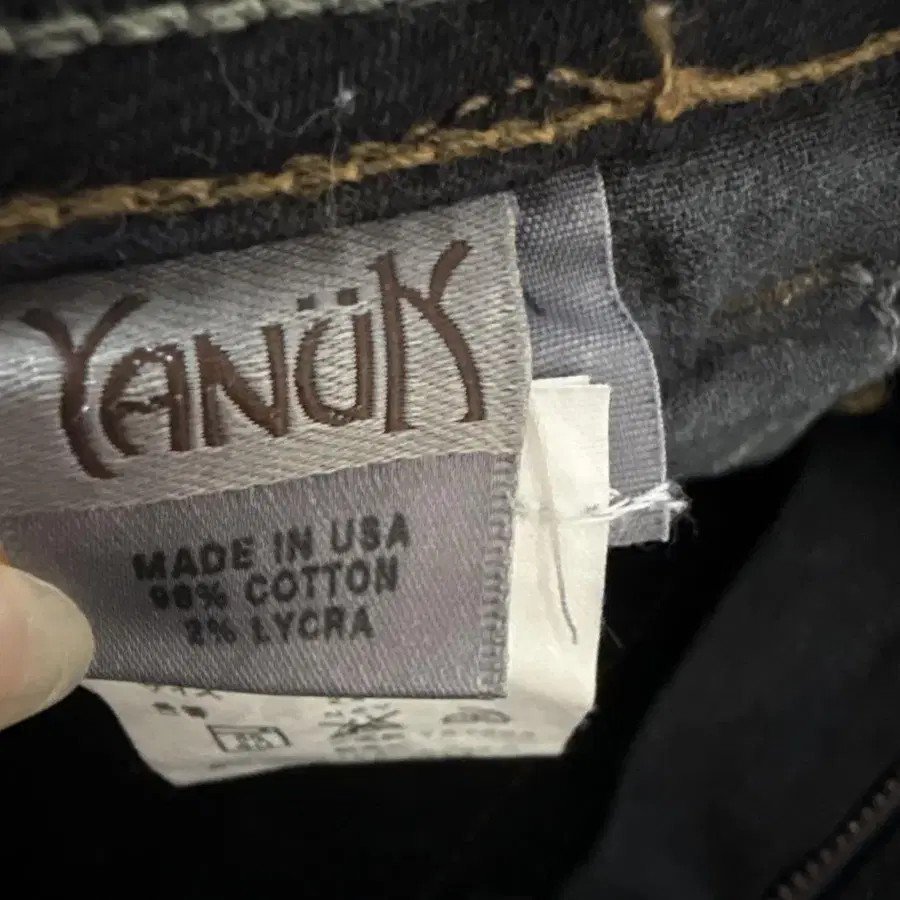 YANÜK
MADE IN USA
98% COTTON
2% LYCRA